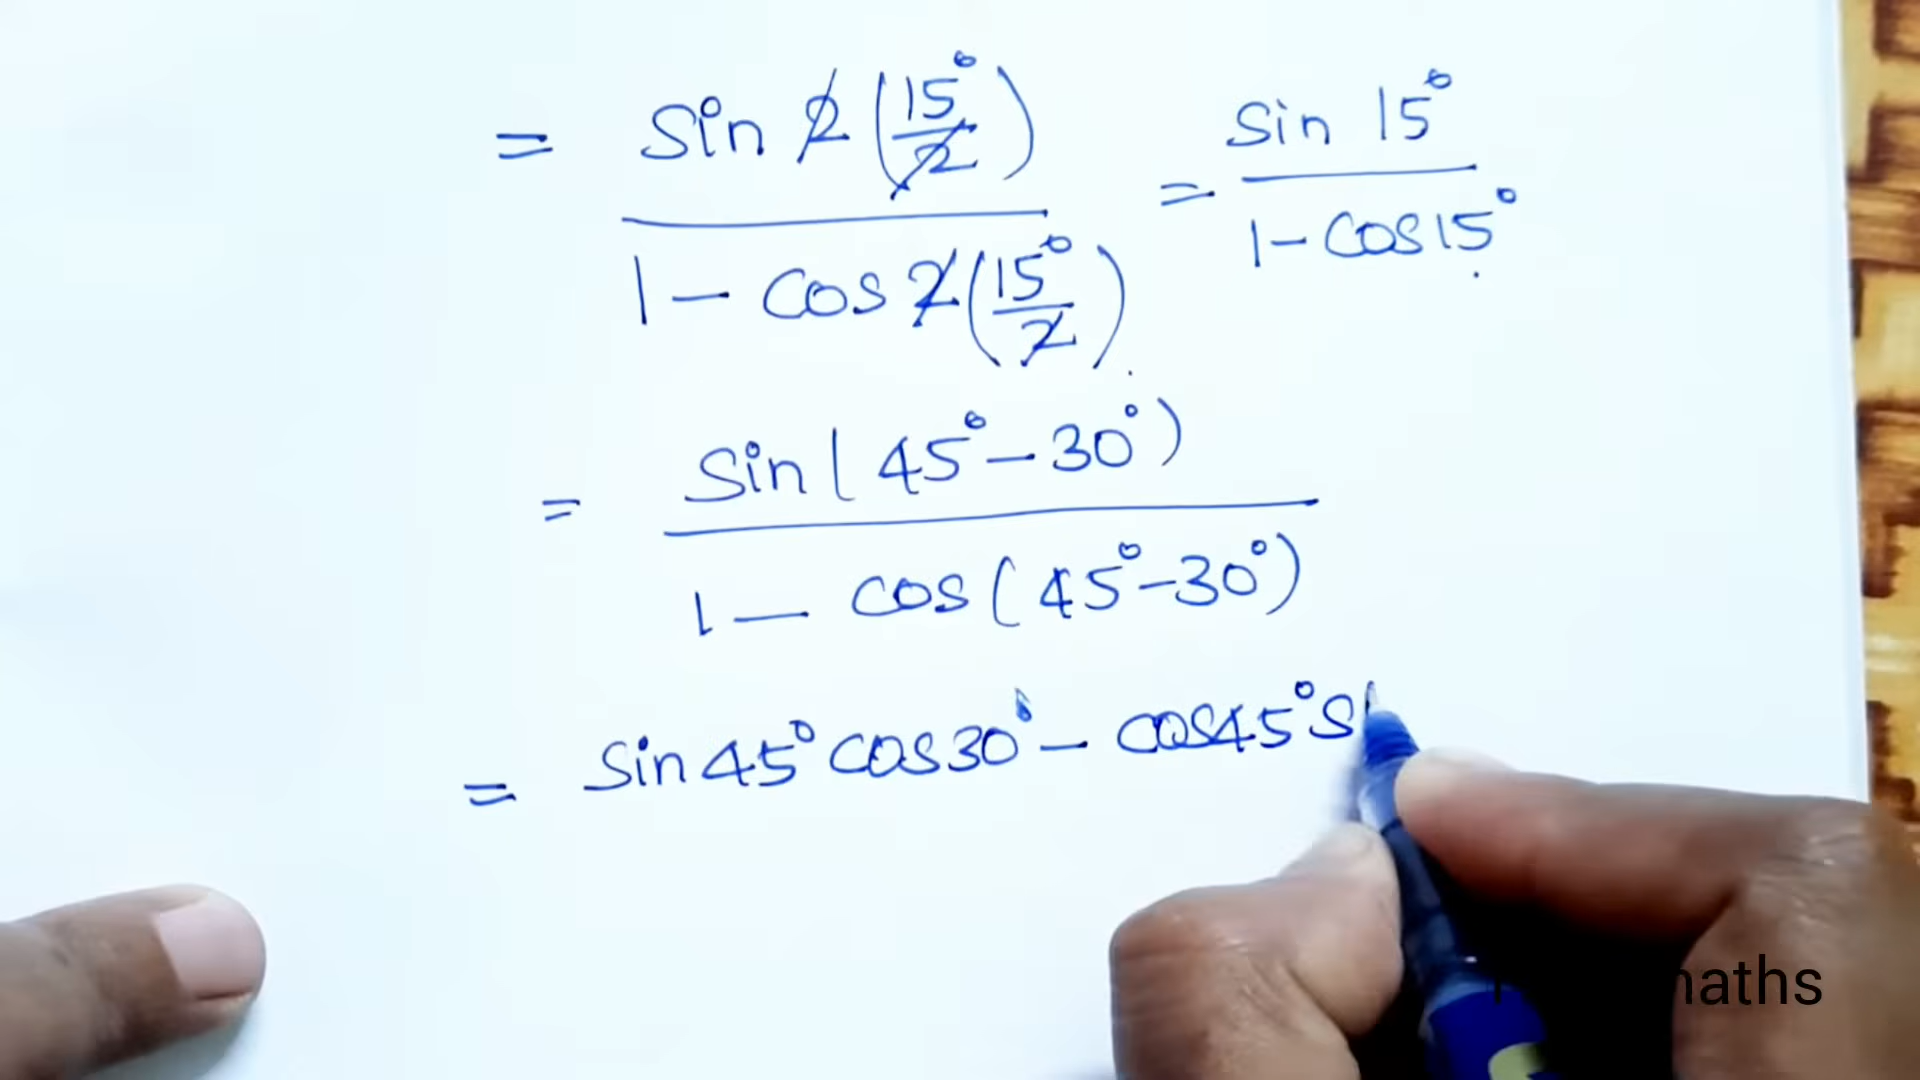 = Sin 2 (15°/2) / 1 - Cos 2 (15°/2) = Sin 15° / 1 - Cos 15°
= Sin ( 45° - 30° ) / 1 - Cos ( 45° - 30° )
= Sin 45° Cos 30° - Cos 45° S
maths